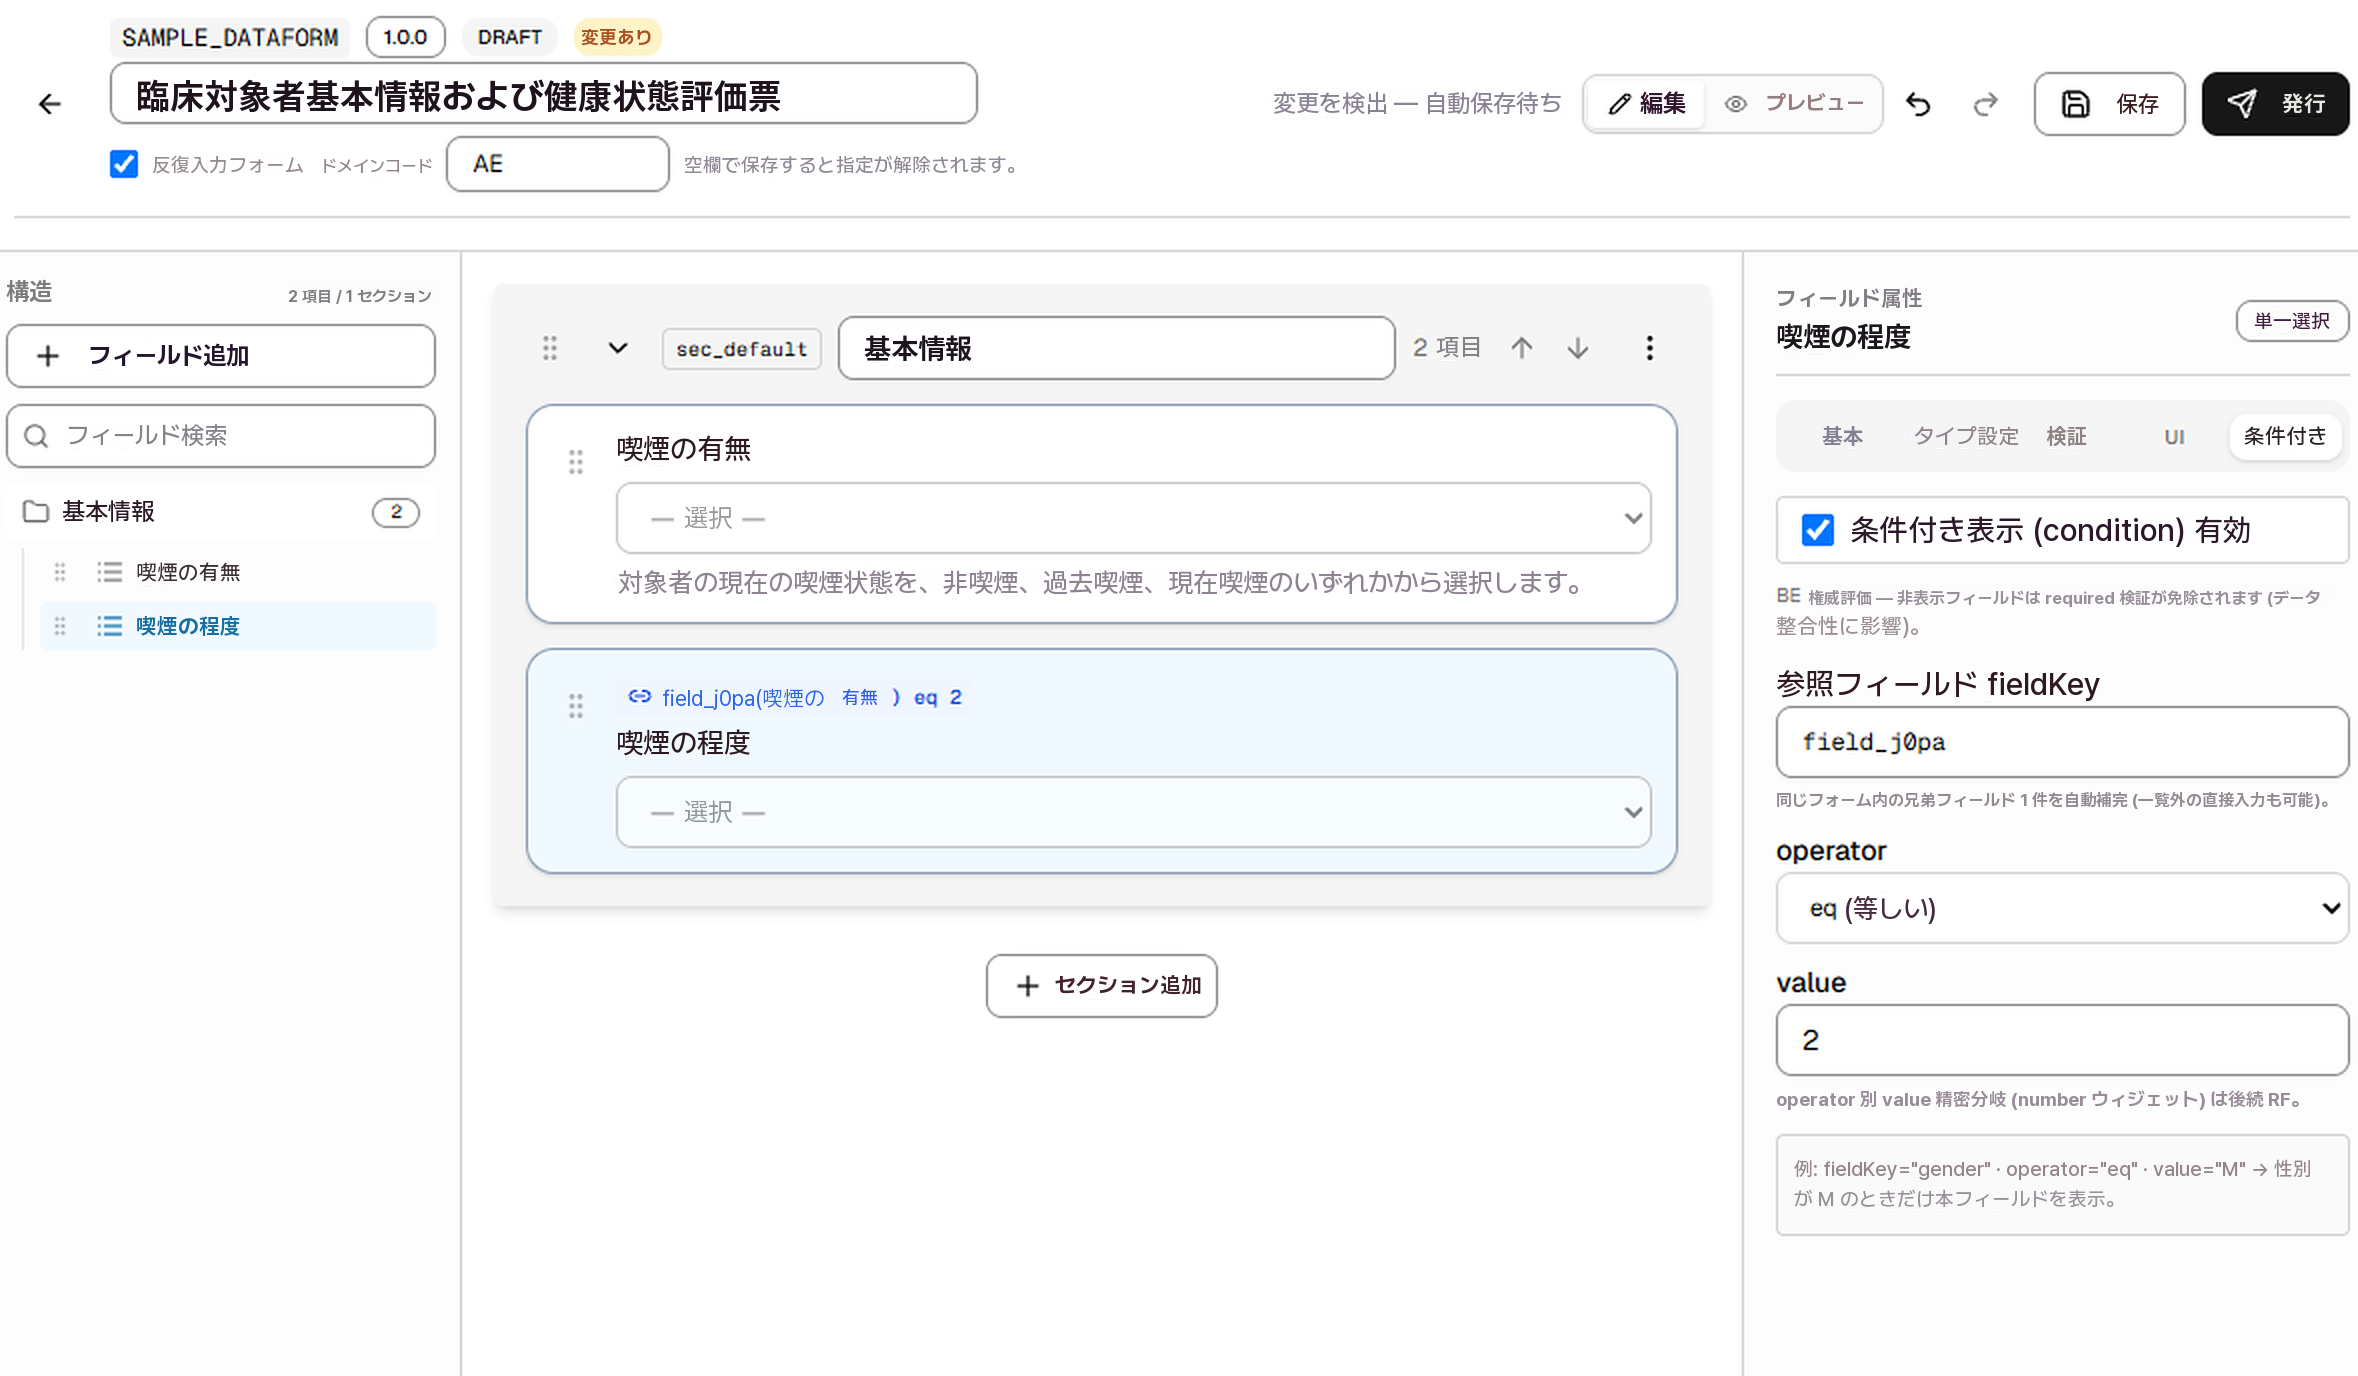 SAMPLE_DATAFORM 1.0.0 DRAFT 変更あり
臨床対象者基本情報および健康状態評価票
変更を検出 — 自動保存待ち 編集 プレビュー 保存 発行
反復入力フォーム ドメインコード AE 空欄で保存すると指定が解除されます。
構造 2 項目 / 1 セクション
フィールド追加
フィールド検索
基本情報 2
喫煙の有無
喫煙の程度
sec_default 基本情報 2 項目
喫煙の有無
— 選択 —
対象者の現在の喫煙状態を、非喫煙、過去喫煙、現在喫煙のいずれかから選択します。
field_j0pa(喫煙の 有無 ) eq 2
喫煙の程度
— 選択 —
セクション追加
フィールド属性
喫煙の程度 単一選択
基本 タイプ設定 検証 UI 条件付き
条件付き表示 (condition) 有効
BE 権威評価 — 非表示フィールドは required 検証が免除されます (データ
整合性に影響)。
参照フィールド fieldKey
field_j0pa
同じフォーム内の兄弟フィールド 1 件を自動補完 (一覧外の直接入力も可能)。
operator
eq (等しい)
value
2
operator 別 value 精密分岐 (number ウィジェット) は後続 RF。
例: fieldKey="gender" · operator="eq" · value="M" → 性別
が M のときだけ本フィールドを表示。